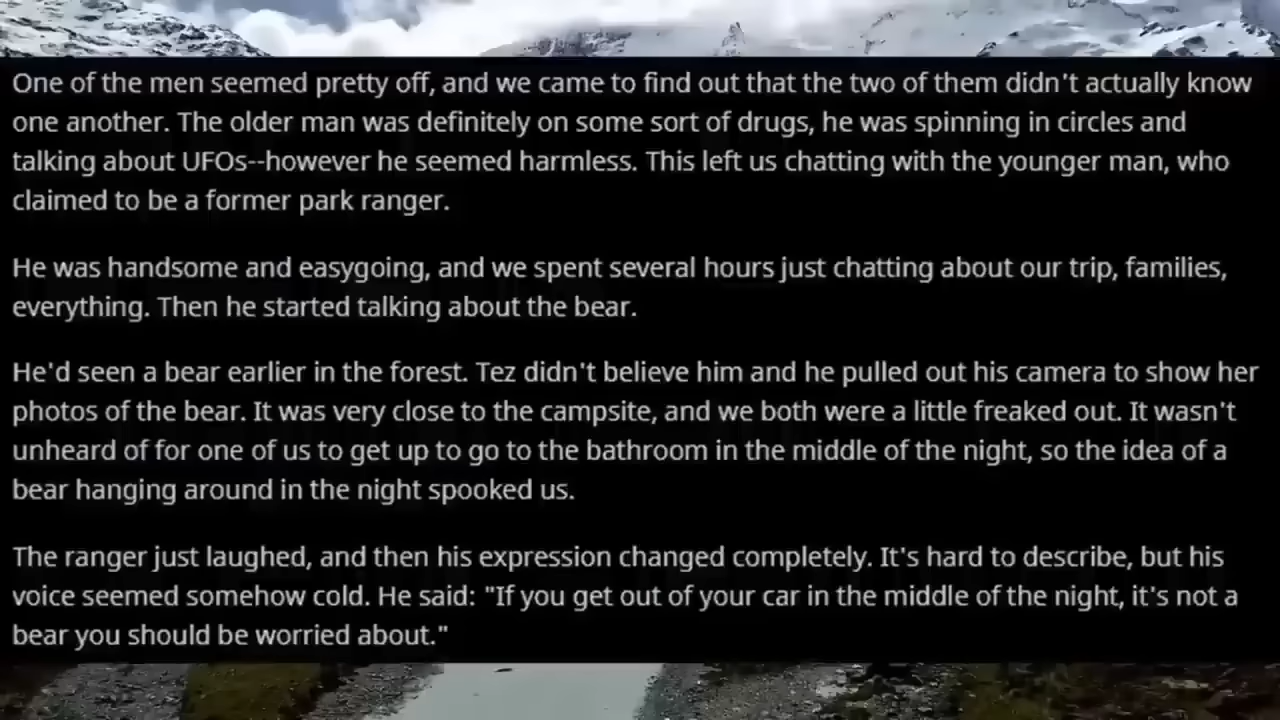 One of the men seemed pretty off, and we came to find out that the two of them didn't actually know
one another. The older man was definitely on some sort of drugs, he was spinning in circles and
talking about UFOs--however he seemed harmless. This left us chatting with the younger man, who
claimed to be a former park ranger.
He was handsome and easygoing, and we spent several hours just chatting about our trip, families,
everything. Then he started talking about the bear.
He'd seen a bear earlier in the forest. Tez didn't believe him and he pulled out his camera to show her
photos of the bear. It was very close to the campsite, and we both were a little freaked out. It wasn't
unheard of for one of us to get up to go to the bathroom in the middle of the night, so the idea of a
bear hanging around in the night spooked us.
The ranger just laughed, and then his expression changed completely. It's hard to describe, but his
voice seemed somehow cold. He said: "If you get out of your car in the middle of the night, it's not a
bear you should be worried about."